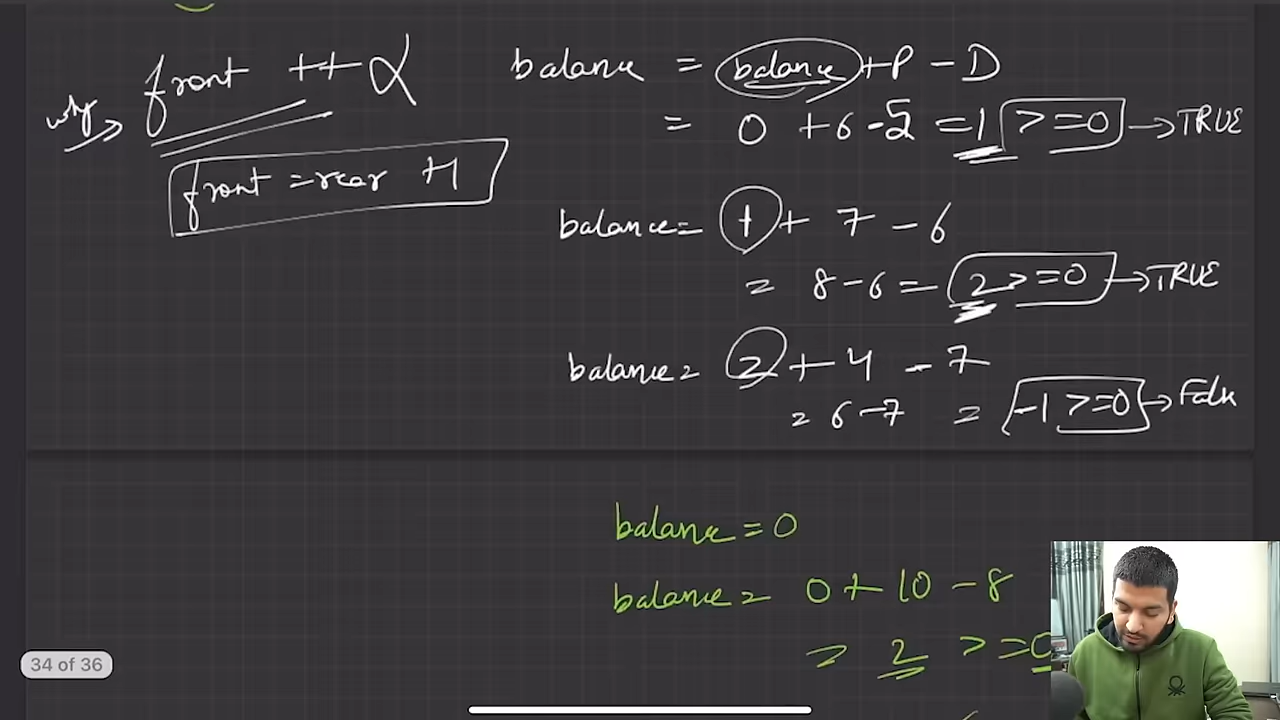 front ++ X
why →
front = rear +1
balance = balance + P - D
= 0 + 6 - 5 = 1 >= 0 → TRUE
balance = 1 + 7 - 6
= 8 - 6 = 2 >= 0 → TRUE
balance = 2 + 4 - 7
= 6 - 7 = -1 >= 0 → False
balance = 0
balance = 0 + 10 - 8
= 2 >= 0
34 of 36